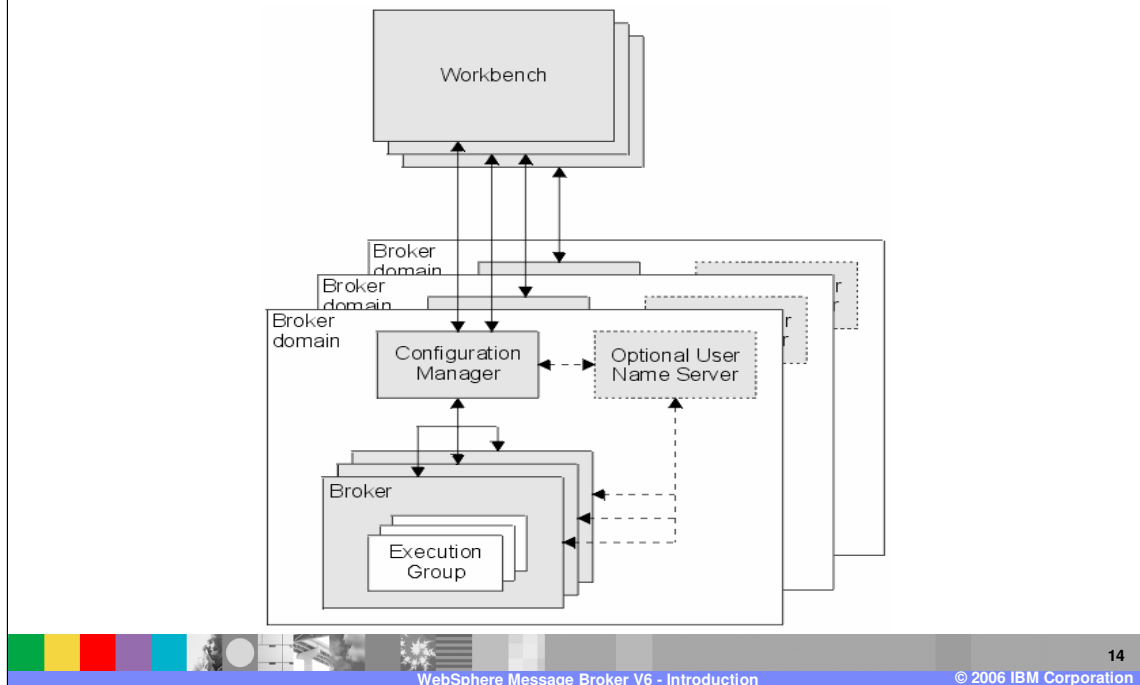 Workbench
Broker
domain
Broker
domain
r
r
Broker
domain
r
r
Configuration
Manager
Optional User
Name Server
Broker
Execution
Group
14
WebSphere Message Broker V6 - Introduction
© 2006 IBM Corporation